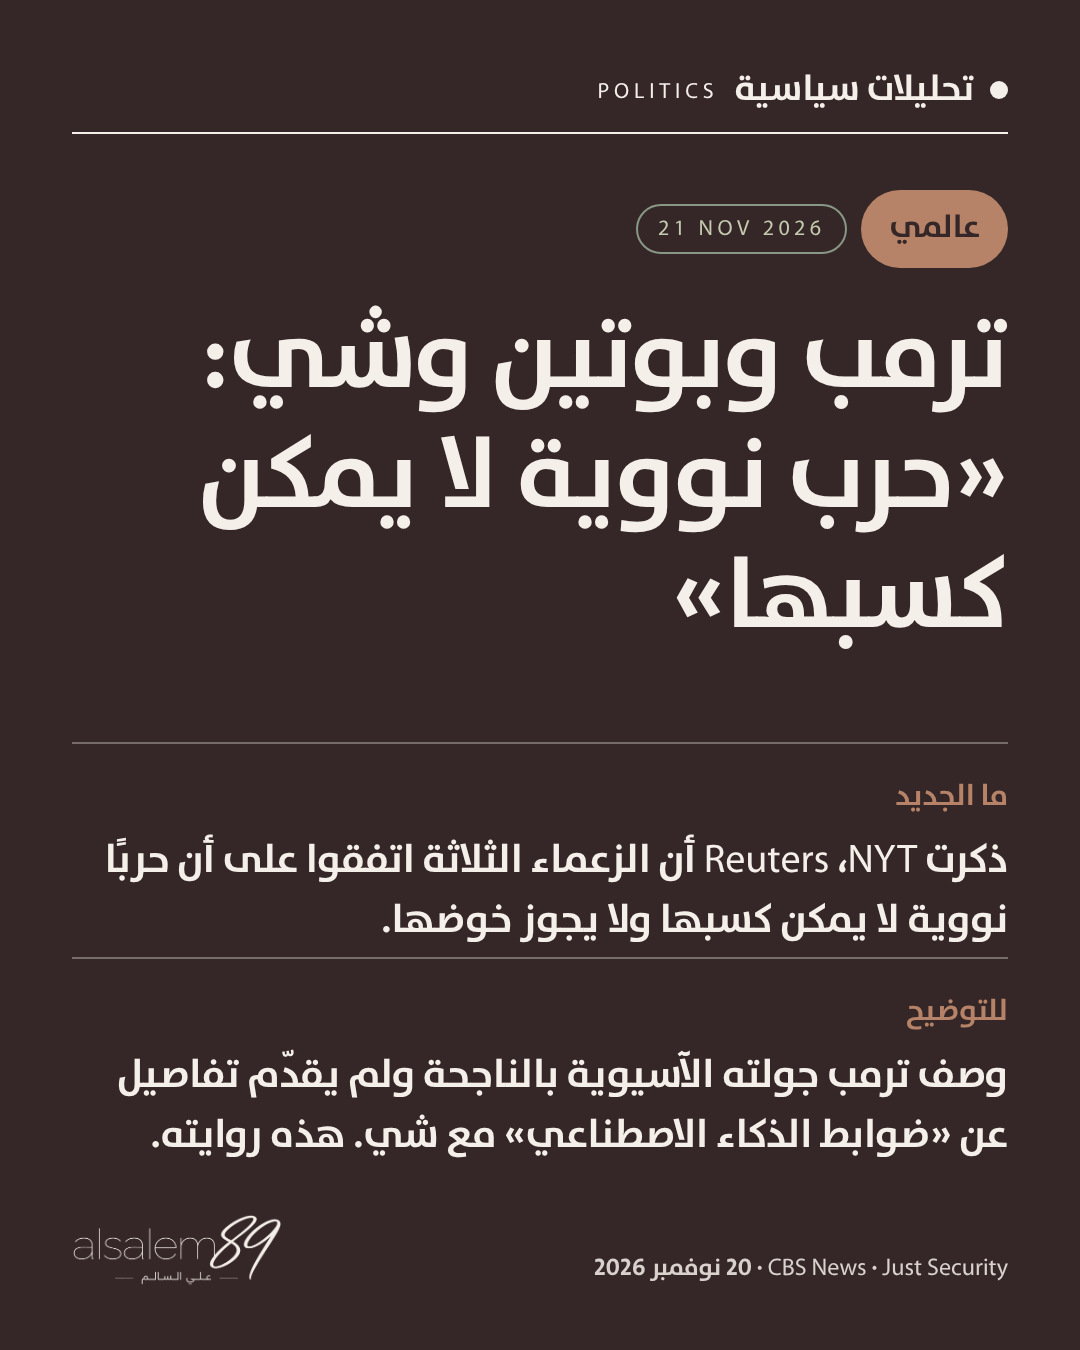 تحليلات سياسية POLITICS
عالمي 21 NOV 2026
ترمب وبوتين وشي:
«حرب نووية لا يمكن
كسبها»
ما الجديد
ذكرت NYT، Reuters أن الزعماء الثلاثة اتفقوا على أن حربًا
نووية لا يمكن كسبها ولا يجوز خوضها.
للتوضيح
وصف ترمب جولته الآسيوية بالناجحة ولم يقدّم تفاصيل
عن «ضوابط الذكاء الاصطناعي» مع شي. هذه روايته.
Just Security · CBS News · 20 نوفمبر 2026
alsalem89
علي السالم